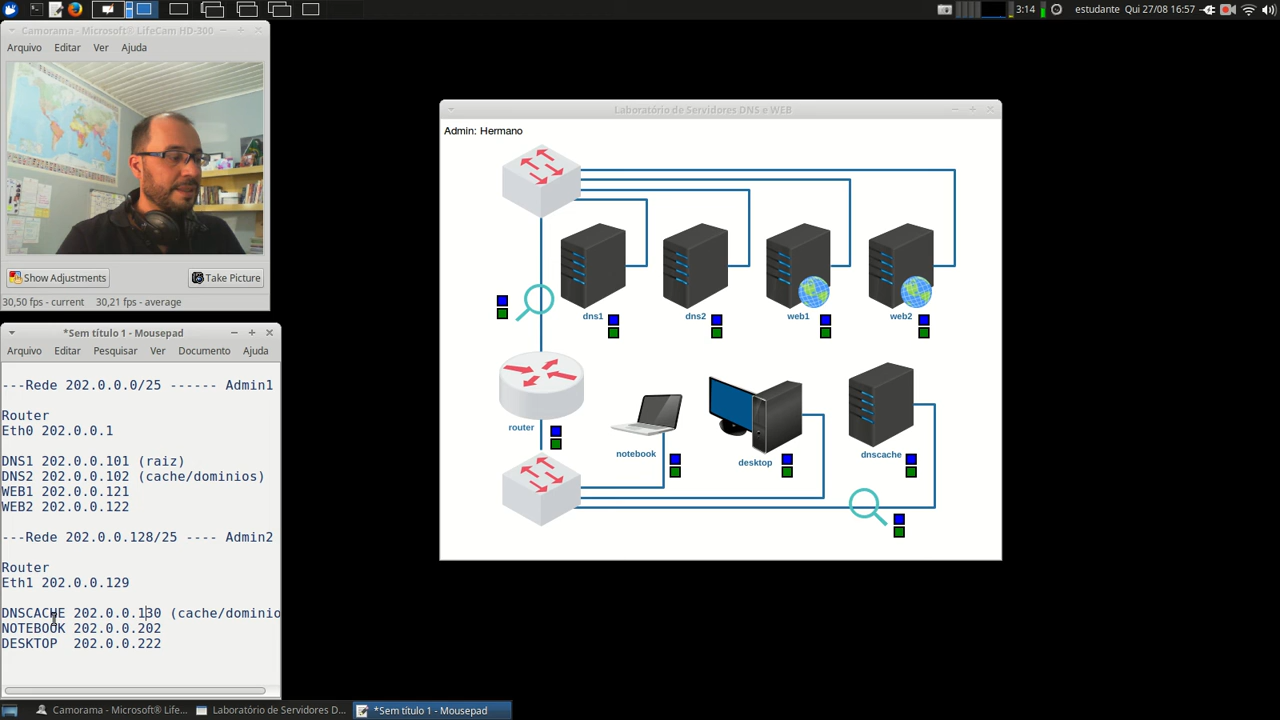 3:14
estudante Qui 27/08 16:57
Camorama - Microsoft® LifeCam HD-300
Arquivo Editar Ver Ajuda
Show Adjustments
Take Picture
30,50 fps - current 30,21 fps - average
*Sem título 1 - Mousepad
Arquivo Editar Pesquisar Ver Documento Ajuda
---Rede 202.0.0.0/25 ------ Admin1
Router
Eth0 202.0.0.1
DNS1 202.0.0.101 (raiz)
DNS2 202.0.0.102 (cache/dominios)
WEB1 202.0.0.121
WEB2 202.0.0.122
---Rede 202.0.0.128/25 ---- Admin2
Router
Eth1 202.0.0.129
DNSCACHE 202.0.0.130 (cache/dominio
NOTEBOOK 202.0.0.202
DESKTOP 202.0.0.222
Laboratório de Servidores DNS e WEB
Admin: Hermano
dns1
dns2
web1
web2
router
notebook
desktop
dnscache
Camorama - Microsoft® Life...
Laboratório de Servidores D...
*Sem título 1 - Mousepad